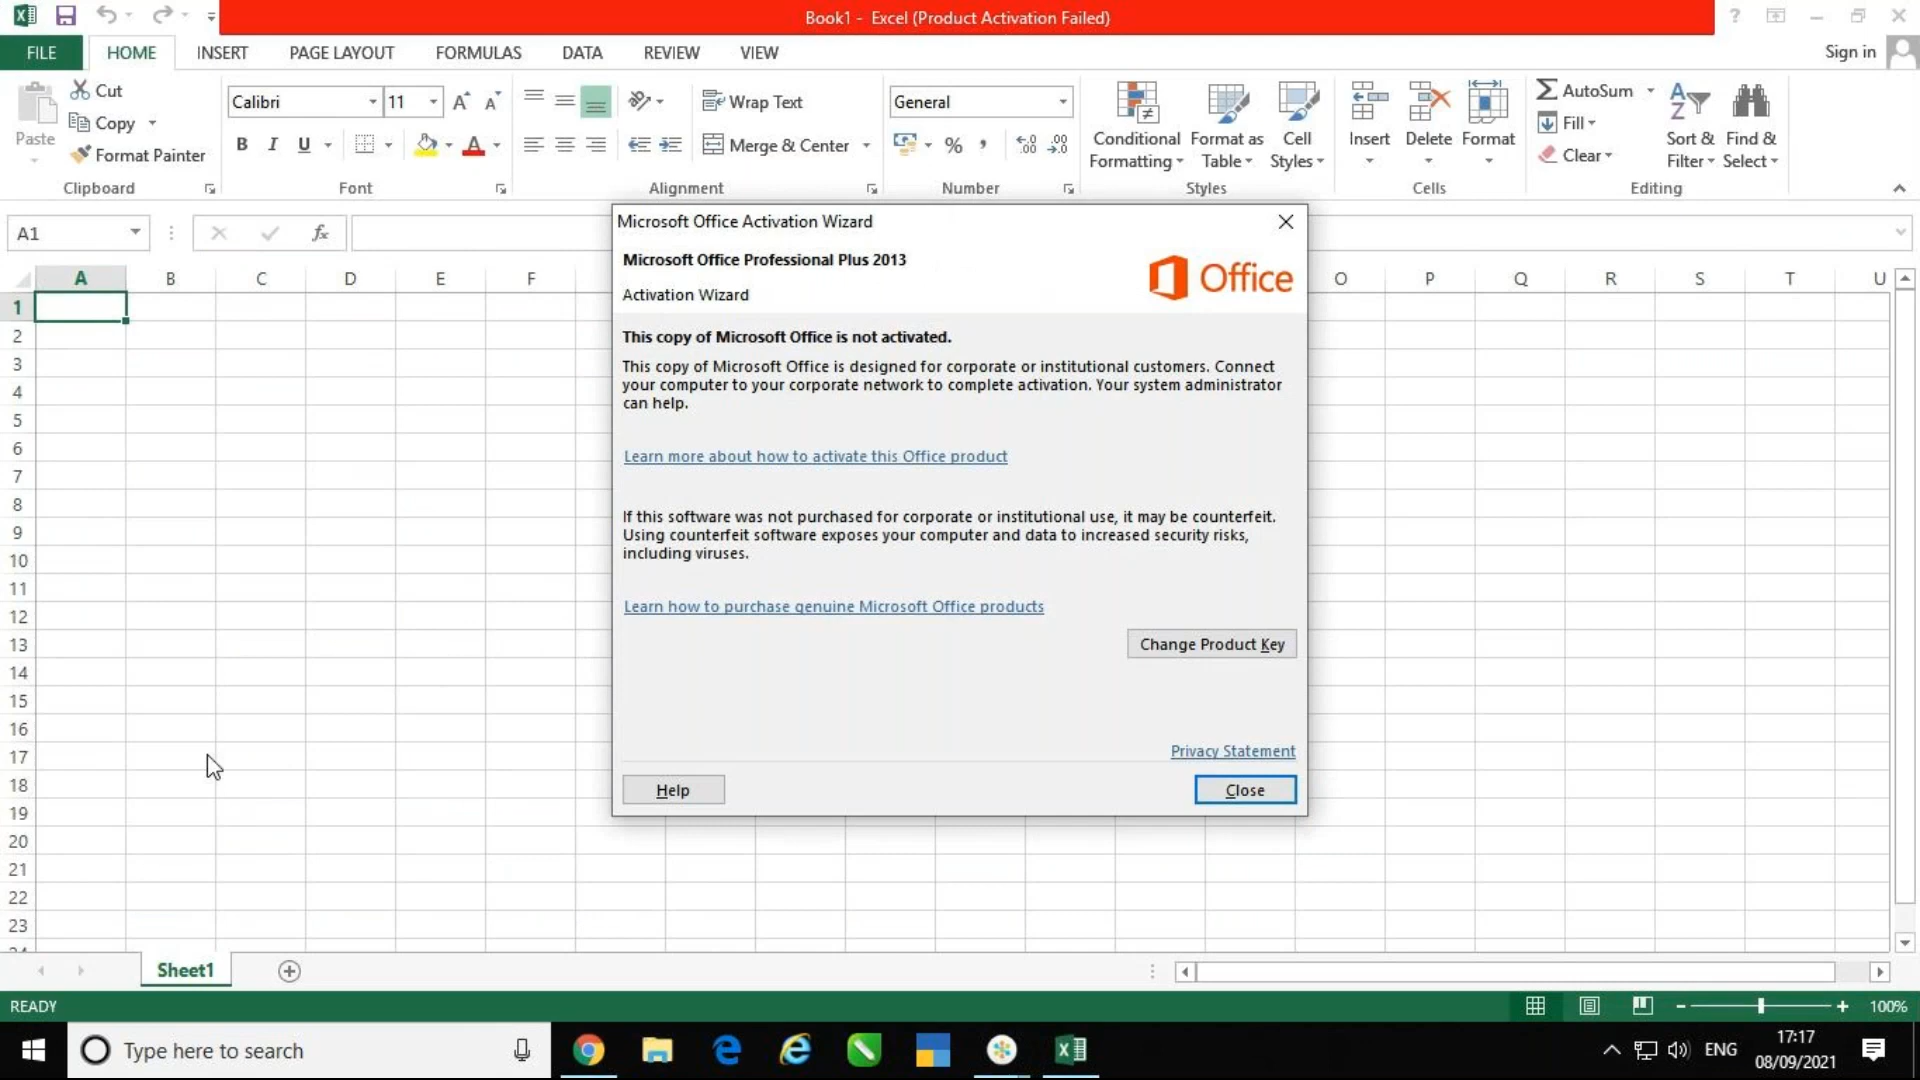 Book1 - Excel (Product Activation Failed)
?
FILE HOME INSERT PAGE LAYOUT FORMULAS DATA REVIEW VIEW Sign in
Paste
Cut
Copy
Format Painter
Clipboard
Calibri 11
B I U
Font
Wrap Text
Merge & Center
Alignment
General
%
Number
Conditional Formatting
Format as Table
Cell Styles
Styles
Insert Delete Format
Cells
AutoSum
Fill
Clear
Sort & Filter
Find & Select
Editing
A1 fx
A B C D E F O P Q R S T U
1
2
3
4
5
6
7
8
9
10
11
12
13
14
15
16
17
18
19
20
21
22
23
Microsoft Office Activation Wizard
Microsoft Office Professional Plus 2013
Activation Wizard
Office
This copy of Microsoft Office is not activated.
This copy of Microsoft Office is designed for corporate or institutional customers. Connect
your computer to your corporate network to complete activation. Your system administrator
can help.
Learn more about how to activate this Office product
If this software was not purchased for corporate or institutional use, it may be counterfeit.
Using counterfeit software exposes your computer and data to increased security risks,
including viruses.
Learn how to purchase genuine Microsoft Office products
Change Product Key
Privacy Statement
Help Close
Sheet1
READY 100%
Type here to search
ENG
17:17
08/09/2021